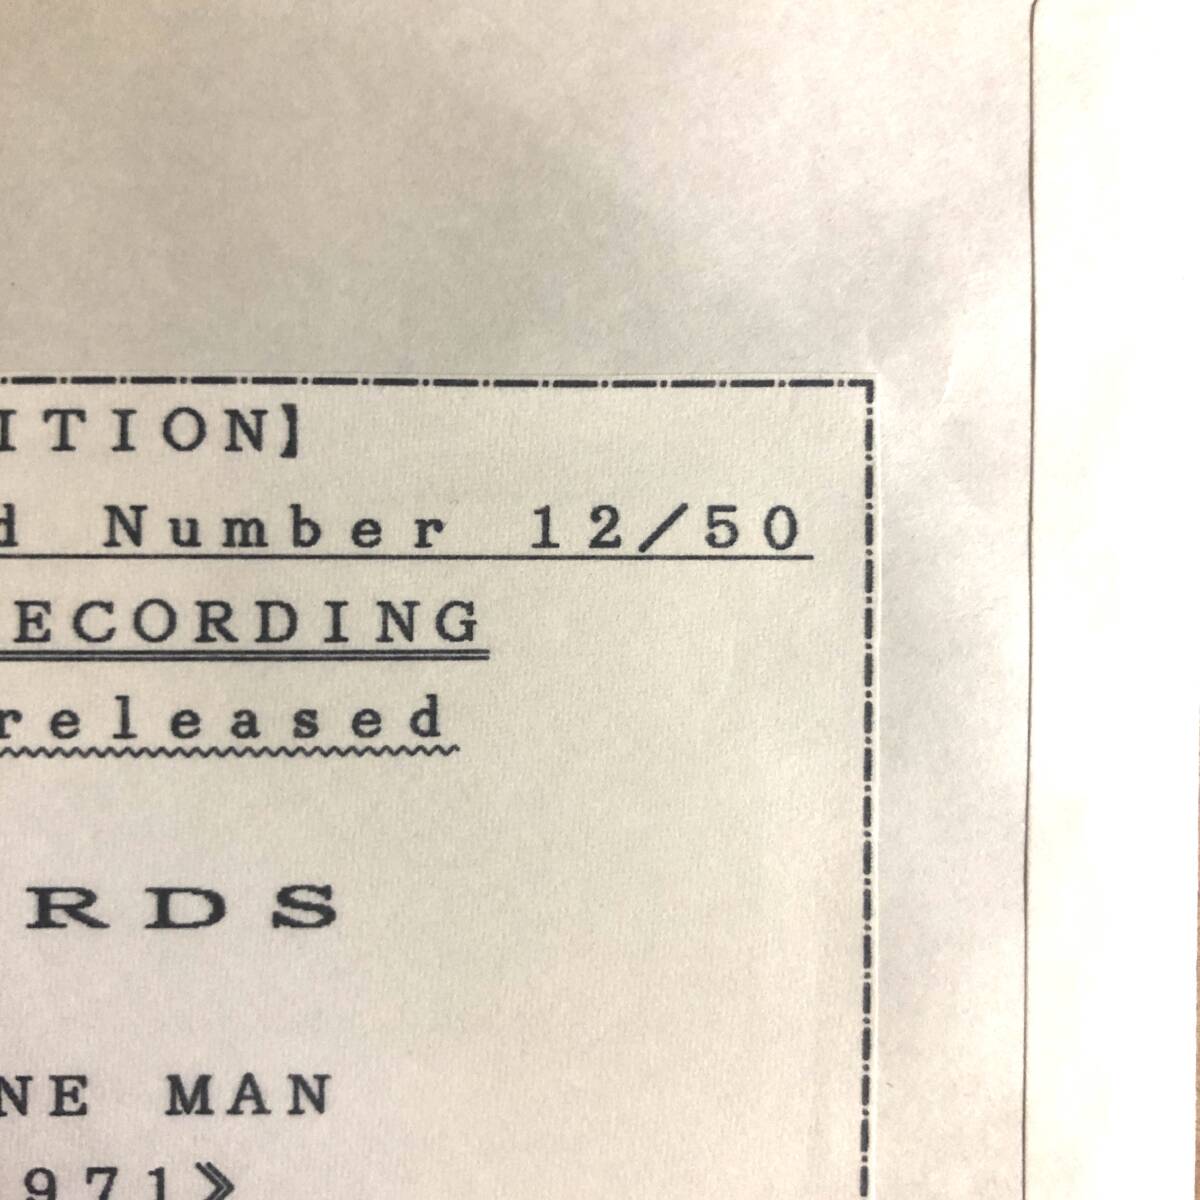 ITION】
d Number 12／50
ECORDING
released
RDS
NE MAN
971》